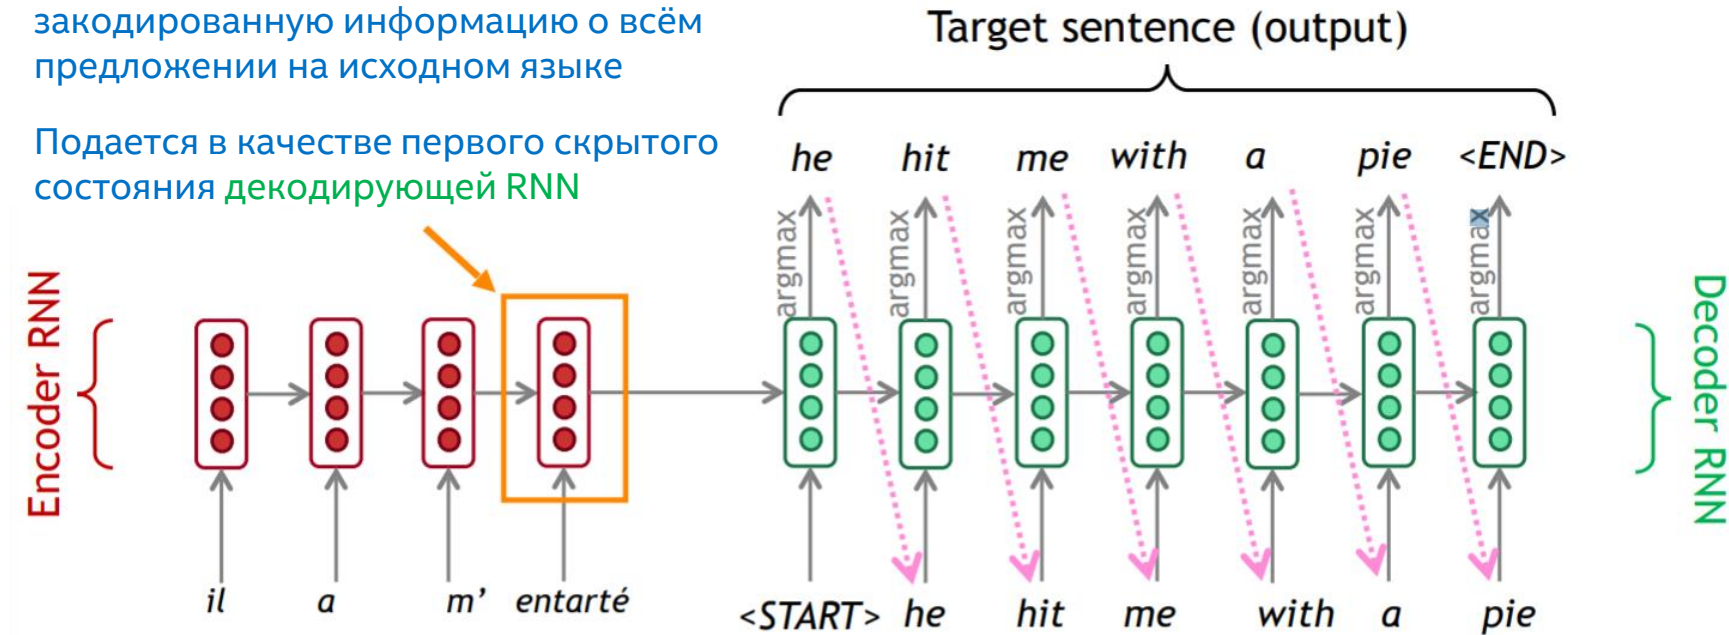 закодированную информацию о всём
предложении на исходном языке
Подается в качестве первого скрытого
состояния декодирующей RNN
Target sentence (output)
he hit me with a pie <END>
argmax argmax argmax argmax argmax argmax argmax
Encoder RNN
Decoder RNN
il a m’ entarté
<START> he hit me with a pie